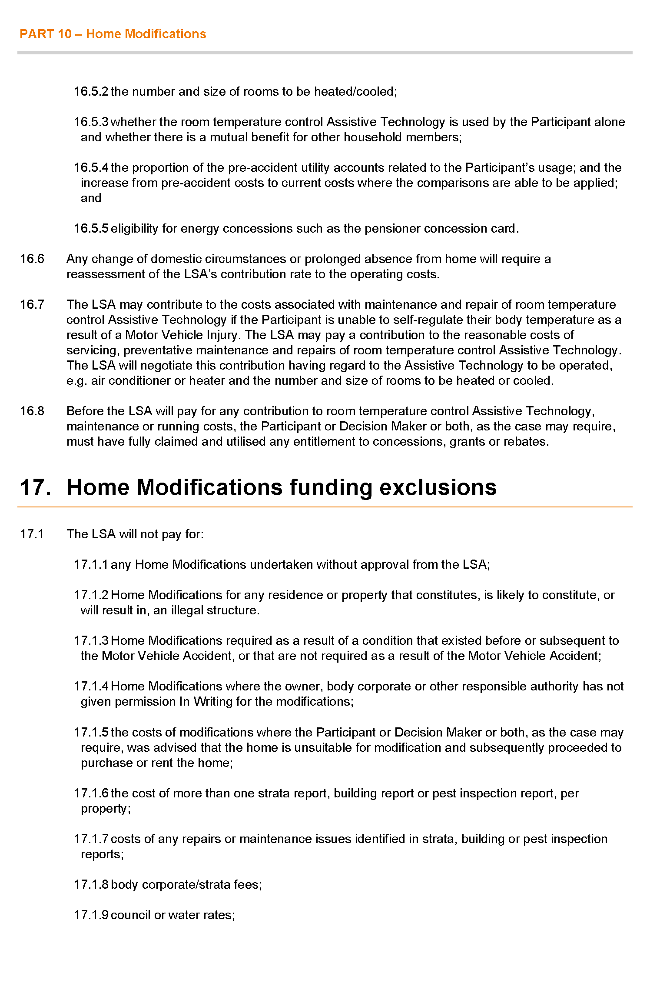 PART 10 – Home Modifications
16.5.2 the number and size of rooms to be heated/cooled;
16.5.3 whether the room temperature control Assistive Technology is used by the Participant alone
and whether there is a mutual benefit for other household members;
16.5.4 the proportion of the pre-accident utility accounts related to the Participant’s usage; and the
increase from pre-accident costs to current costs where the comparisons are able to be applied;
and
16.5.5 eligibility for energy concessions such as the pensioner concession card.
16.6 Any change of domestic circumstances or prolonged absence from home will require a
reassessment of the LSA’s contribution rate to the operating costs.
16.7 The LSA may contribute to the costs associated with maintenance and repair of room temperature
control Assistive Technology if the Participant is unable to self-regulate their body temperature as a
result of a Motor Vehicle Injury. The LSA may pay a contribution to the reasonable costs of
servicing, preventative maintenance and repairs of room temperature control Assistive Technology.
The LSA will negotiate this contribution having regard to the Assistive Technology to be operated,
e.g. air conditioner or heater and the number and size of rooms to be heated or cooled.
16.8 Before the LSA will pay for any contribution to room temperature control Assistive Technology,
maintenance or running costs, the Participant or Decision Maker or both, as the case may require,
must have fully claimed and utilised any entitlement to concessions, grants or rebates.
17. Home Modifications funding exclusions
17.1 The LSA will not pay for:
17.1.1 any Home Modifications undertaken without approval from the LSA;
17.1.2 Home Modifications for any residence or property that constitutes, is likely to constitute, or
will result in, an illegal structure.
17.1.3 Home Modifications required as a result of a condition that existed before or subsequent to
the Motor Vehicle Accident, or that are not required as a result of the Motor Vehicle Accident;
17.1.4 Home Modifications where the owner, body corporate or other responsible authority has not
given permission In Writing for the modifications;
17.1.5 the costs of modifications where the Participant or Decision Maker or both, as the case may
require, was advised that the home is unsuitable for modification and subsequently proceeded to
purchase or rent the home;
17.1.6 the cost of more than one strata report, building report or pest inspection report, per
property;
17.1.7 costs of any repairs or maintenance issues identified in strata, building or pest inspection
reports;
17.1.8 body corporate/strata fees;
17.1.9 council or water rates;